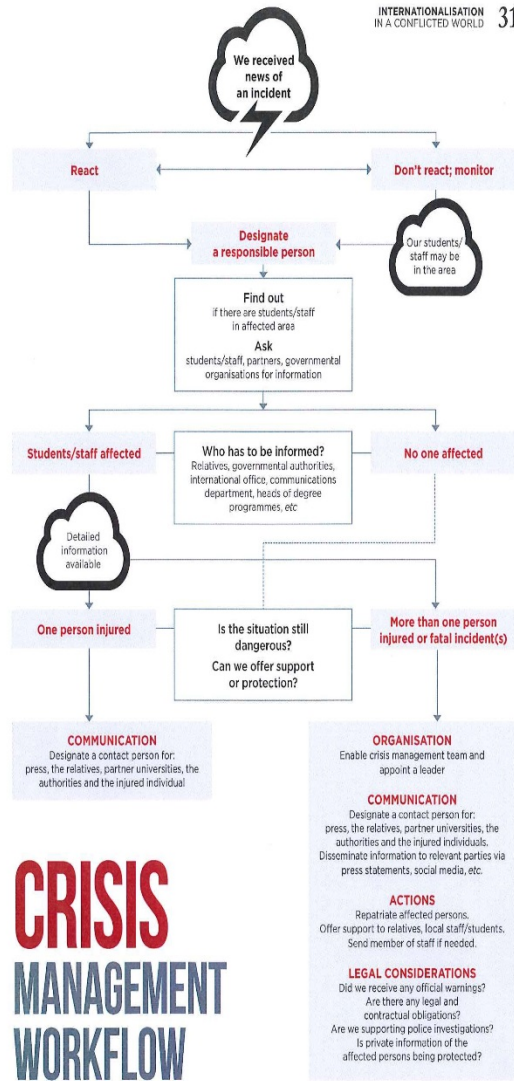 INTERNATIONALISATION
IN A CONFLICTED WORLD 31
We received
news of
an incident
React
Don't react; monitor
Designate
a responsible person
Our students/
staff may be
in the area
Find out
if there are students/staff
in affected area
Ask
students/staff, partners, governmental
organisations for information
Students/staff affected
Who has to be informed?
Relatives, governmental authorities,
international office, communications
department, heads of degree
programmes, etc
No one affected
Detailed
information
available
One person injured
Is the situation still
dangerous?
Can we offer support
or protection?
More than one person
injured or fatal incident(s)
COMMUNICATION
Designate a contact person for:
press, the relatives, partner universities, the
authorities and the injured individual
ORGANISATION
Enable crisis management team and
appoint a leader
COMMUNICATION
Designate a contact person for:
press, the relatives, partner universities, the
authorities and the injured individuals.
Disseminate information to relevant parties via
press statements, social media, etc.
ACTIONS
Repatriate affected persons.
Offer support to relatives, local staff/students.
Send member of staff if needed.
LEGAL CONSIDERATIONS
Did we receive any official warnings?
Are there any legal and
contractual obligations?
Are we supporting police investigations?
Is private information of the
affected persons being protected?
CRISIS
MANAGEMENT
WORKFLOW